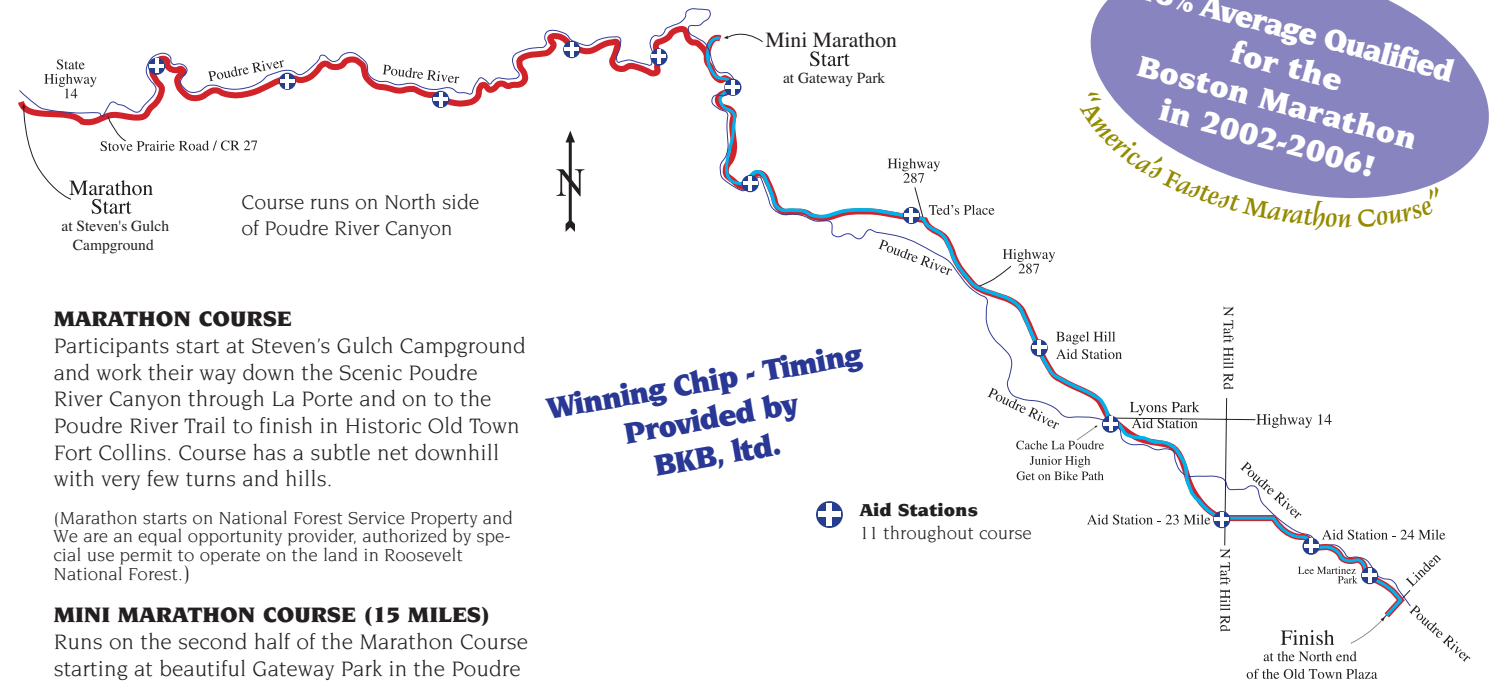 State
Highway
14
Poudre River
Poudre River
Stove Prairie Road / CR 27
Marathon
Start
at Steven's Gulch
Campground
Course runs on North side
of Poudre River Canyon
N
Mini Marathon
Start
at Gateway Park
% Average Qualified
for the
Boston Marathon
in 2002-2006!
"America's Fastest Marathon Course"
Highway
287
Ted's Place
Poudre River
Highway
287
Bagel Hill
Aid Station
Poudre River
N Taft Hill Rd
Lyons Park
Aid Station
Highway 14
Cache La Poudre
Junior High
Get on Bike Path
Poudre River
Aid Station - 23 Mile
Aid Station - 24 Mile
N Taft Hill Rd
Lee Martinez
Park
Linden
Poudre River
Finish
at the North end
of the Old Town Plaza
MARATHON COURSE
Participants start at Steven's Gulch Campground
and work their way down the Scenic Poudre
River Canyon through La Porte and on to the
Poudre River Trail to finish in Historic Old Town
Fort Collins. Course has a subtle net downhill
with very few turns and hills.
(Marathon starts on National Forest Service Property and
We are an equal opportunity provider, authorized by spe-
cial use permit to operate on the land in Roosevelt
National Forest.)
MINI MARATHON COURSE (15 MILES)
Runs on the second half of the Marathon Course
starting at beautiful Gateway Park in the Poudre
Winning Chip - Timing
Provided by
BKB, ltd.
Aid Stations
11 throughout course